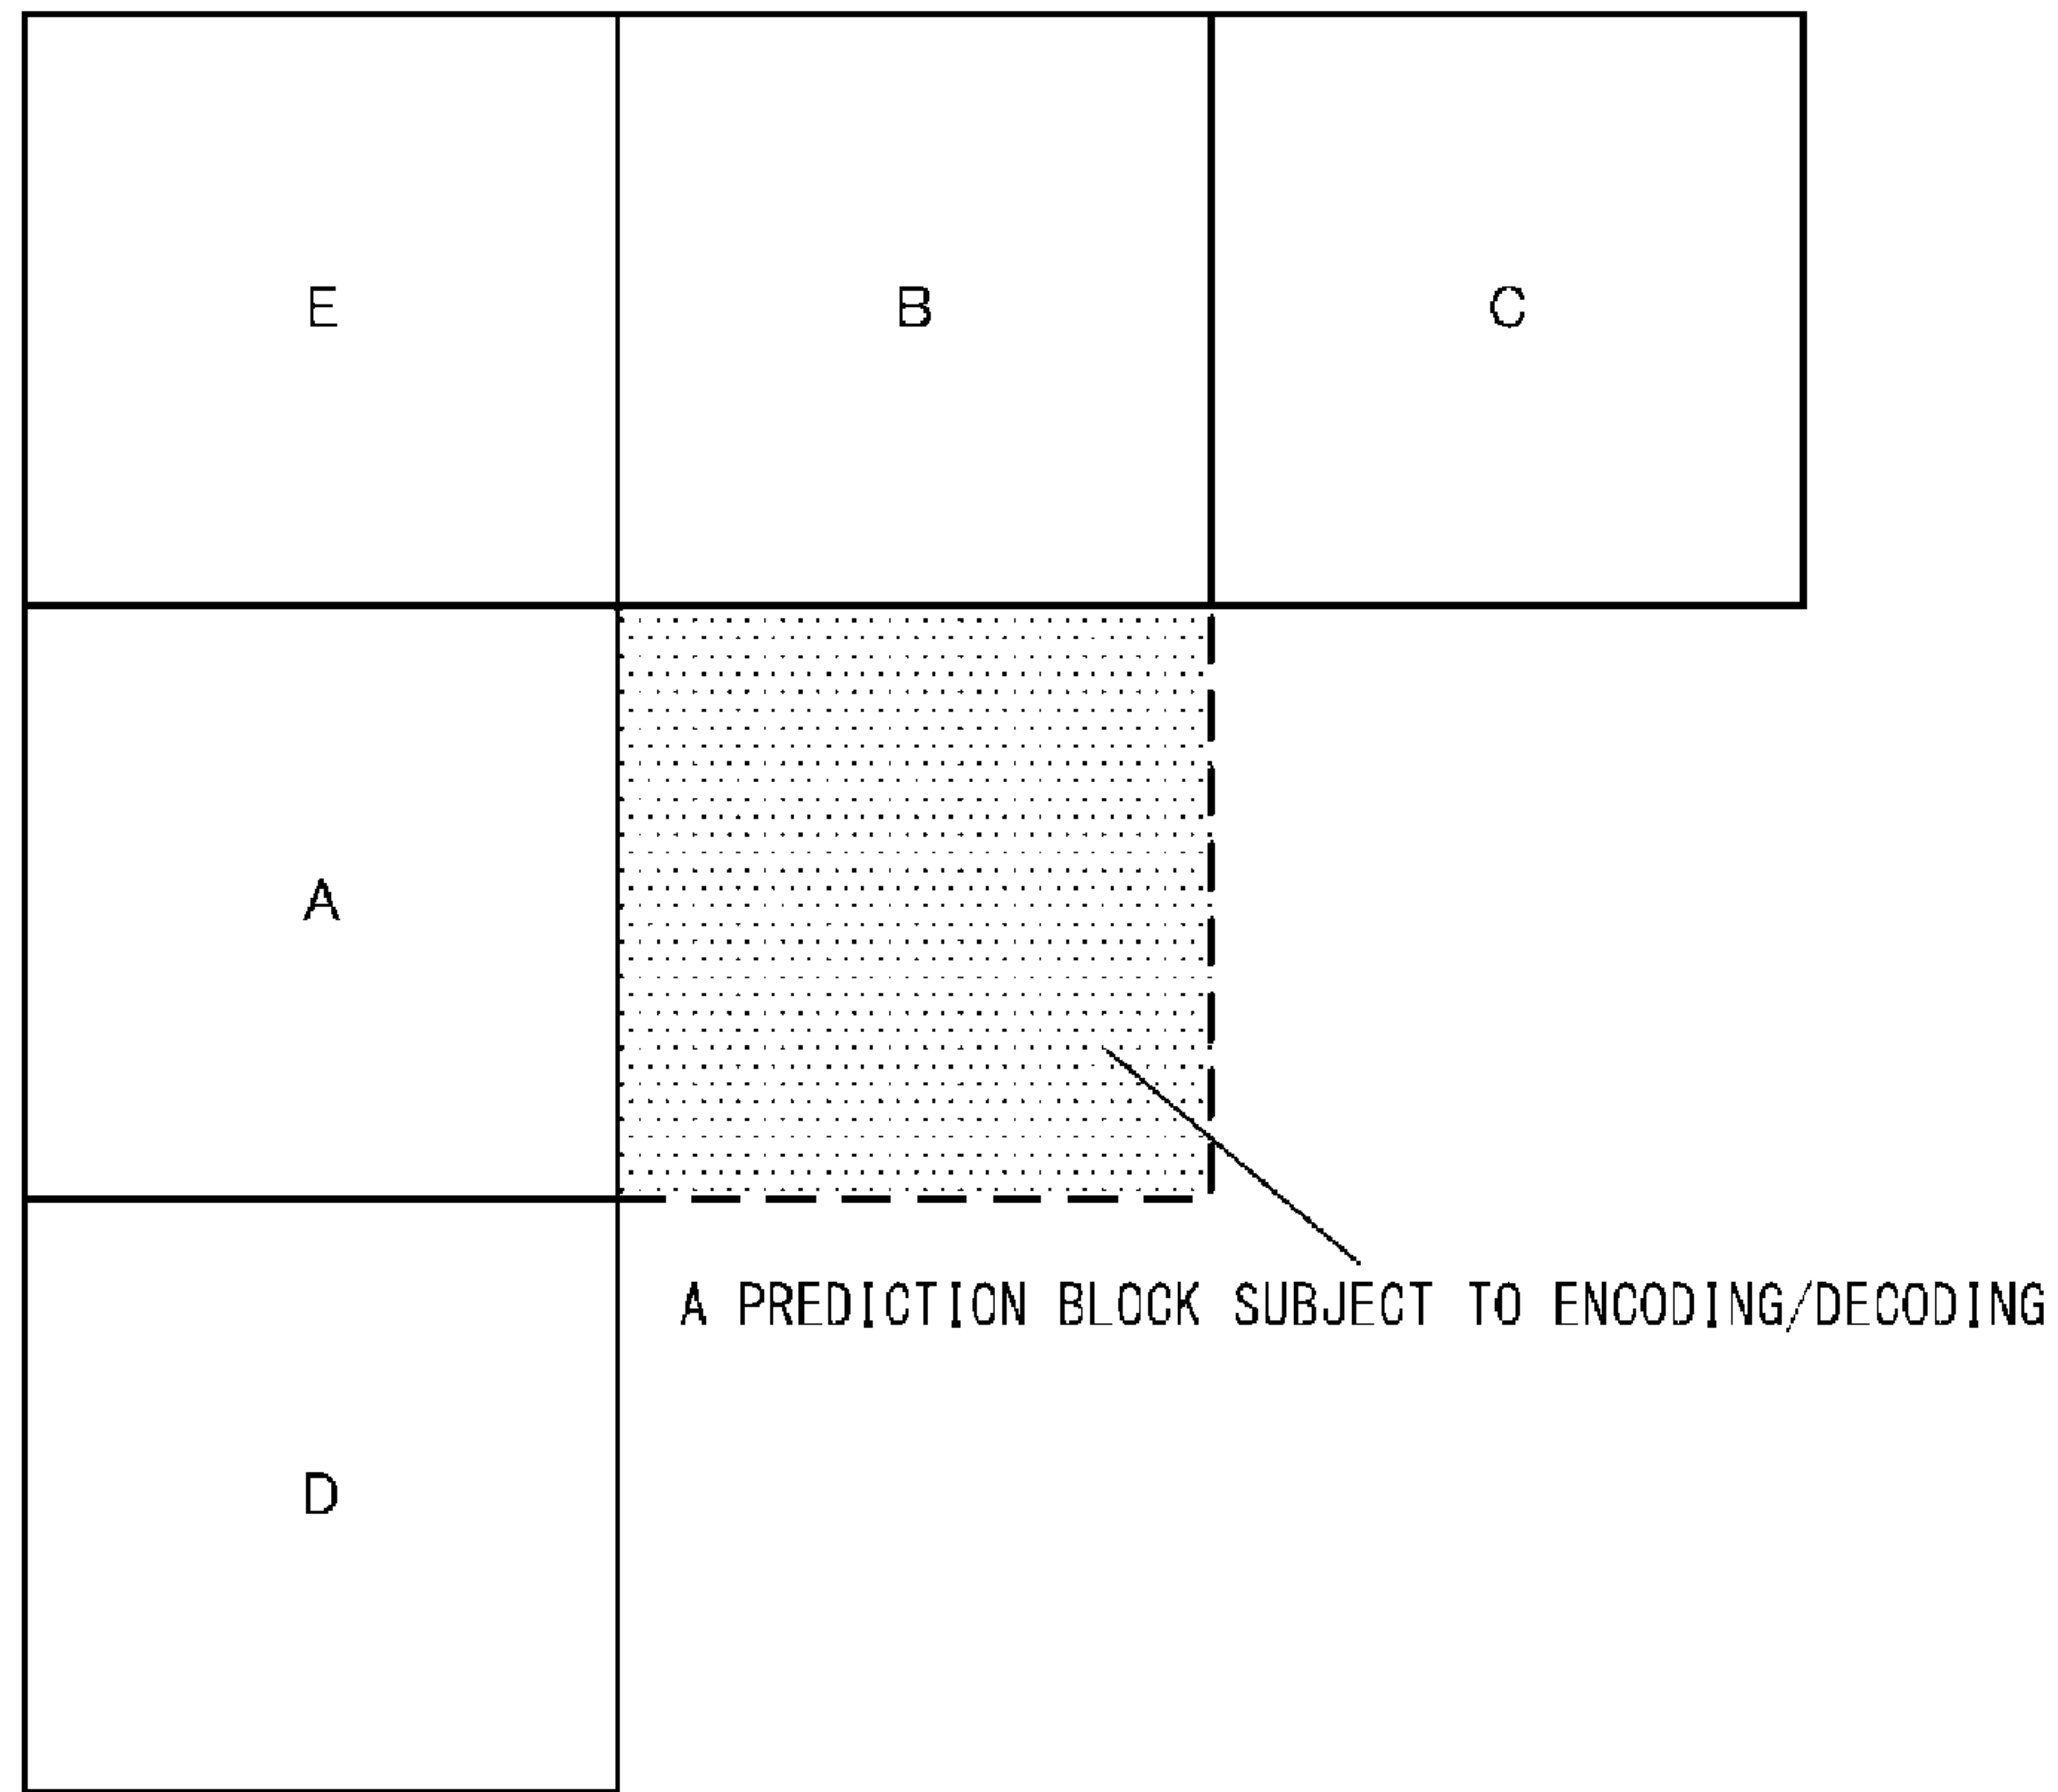 E
B
C
A
A PREDICTION BLOCK SUBJECT TO ENCODING/DECODING
D